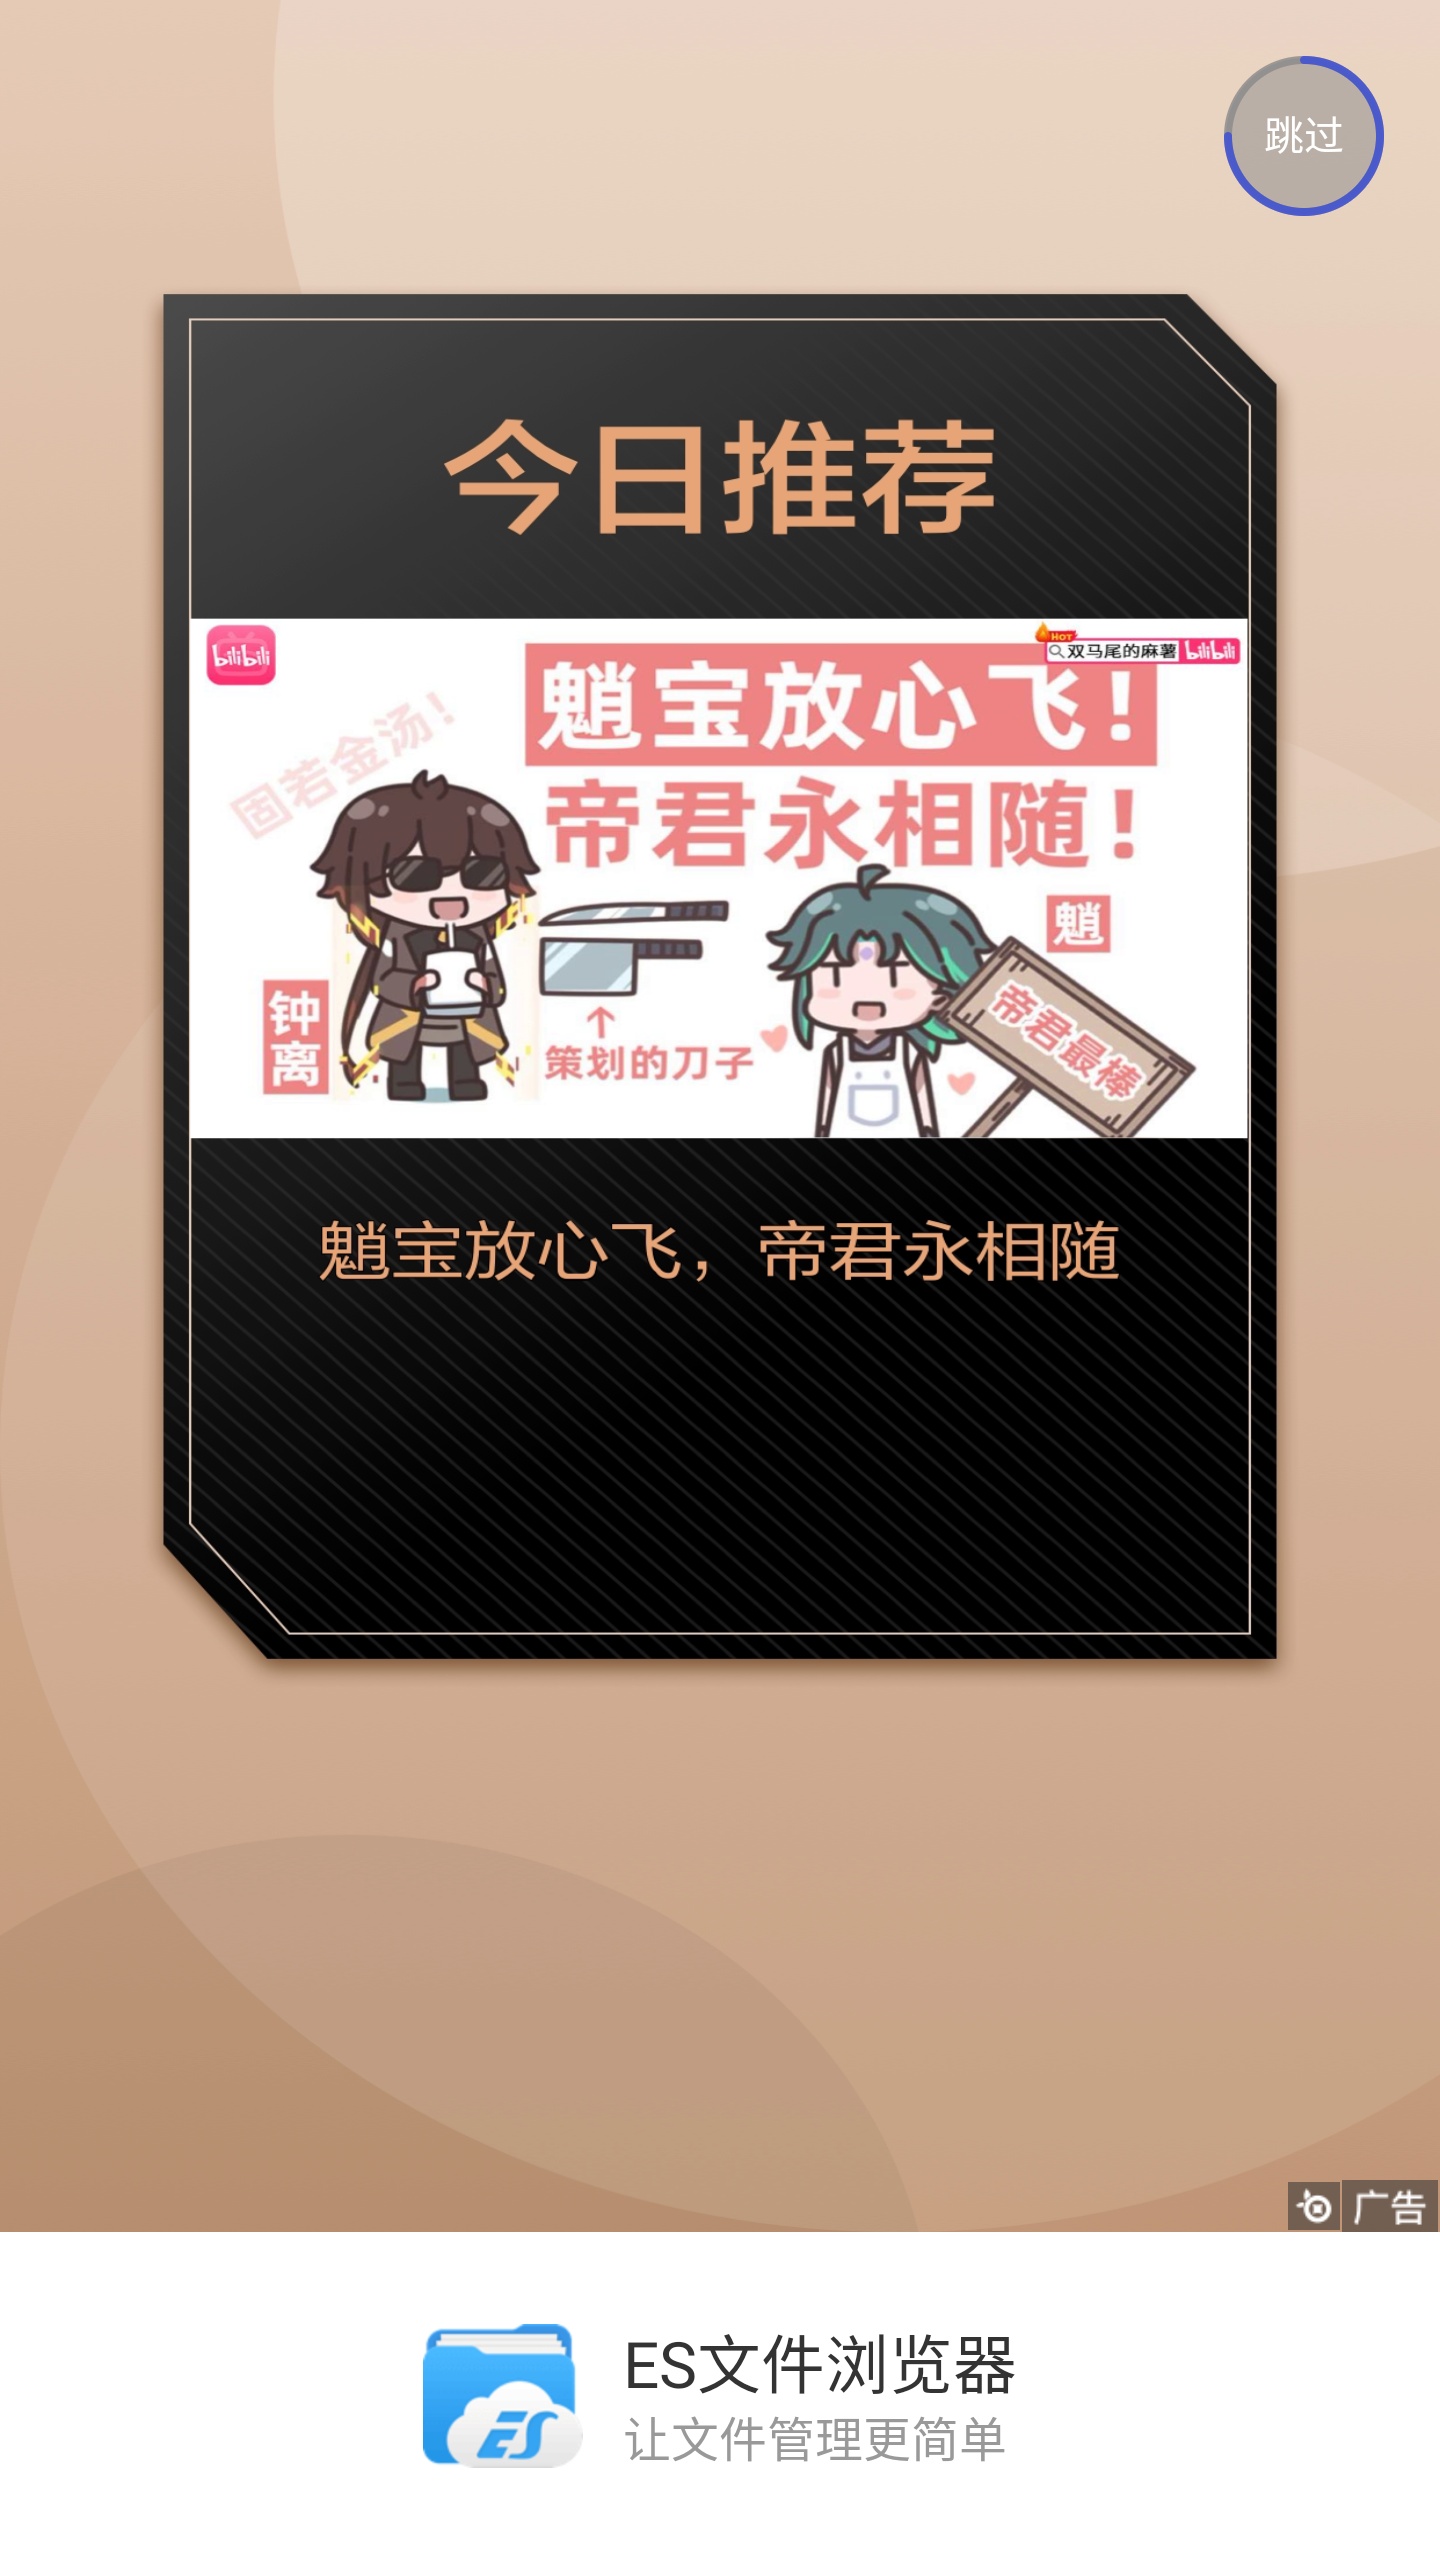 跳过
今日推荐
bilibili
HOT
双马尾的麻薯 bilibili
魈宝放心飞！
固若金汤！
帝君永相随！
魈
钟离
帝君最棒
策划的刀子
魈宝放心飞，帝君永相随
广告
ES
ES文件浏览器
让文件管理更简单